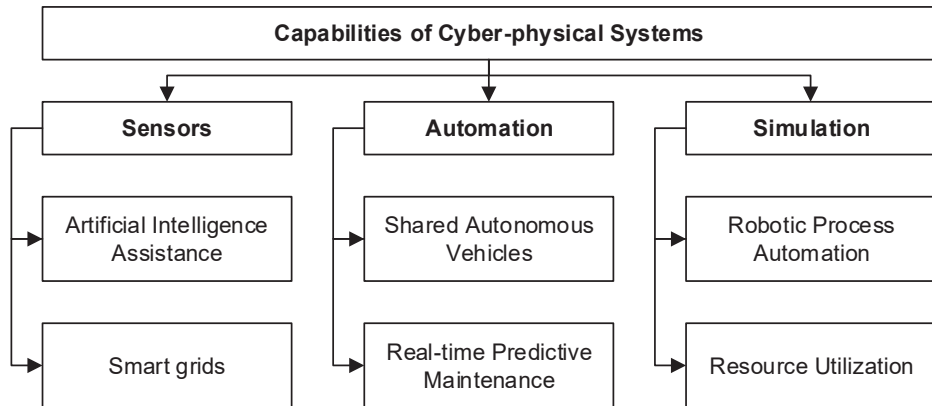 Capabilities of Cyber-physical Systems
Sensors
Automation
Simulation
Artificial Intelligence
Assistance
Shared Autonomous
Vehicles
Robotic Process
Automation
Smart grids
Real-time Predictive
Maintenance
Resource Utilization